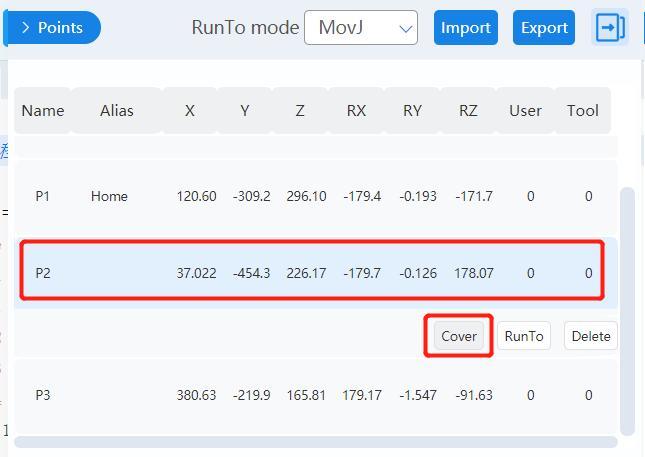 Points RunTo mode MovJ Import Export
Name Alias X Y Z RX RY RZ User Tool
P1 Home 120.60 -309.2 296.10 -179.4 -0.193 -171.7 0 0
P2 37.022 -454.3 226.17 -179.7 -0.126 178.07 0 0
Cover RunTo Delete
P3 380.63 -219.9 165.81 179.17 -1.547 -91.63 0 0